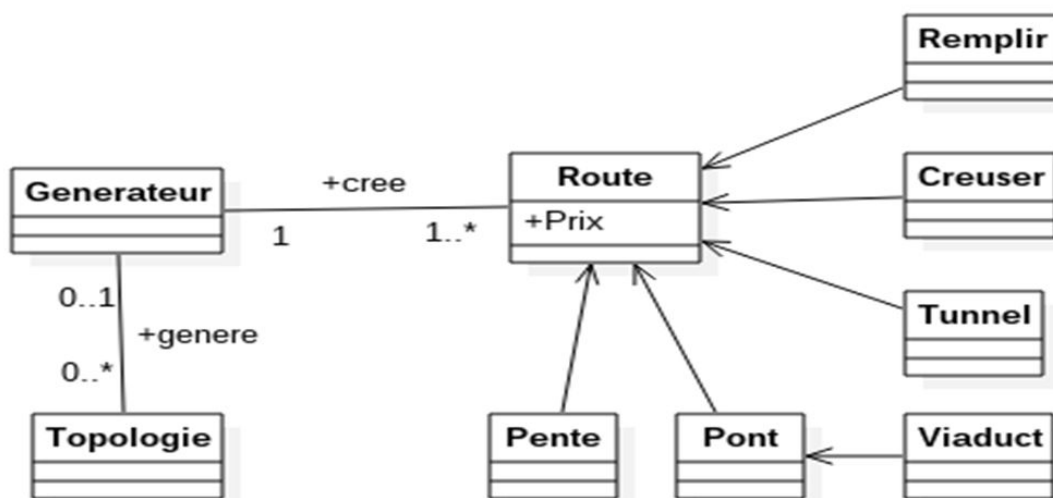 Remplir
Generateur
+cree
1
1..*
Route
+Prix
Creuser
0..1
+genere
0..*
Tunnel
Topologie
Pente
Pont
Viaduct